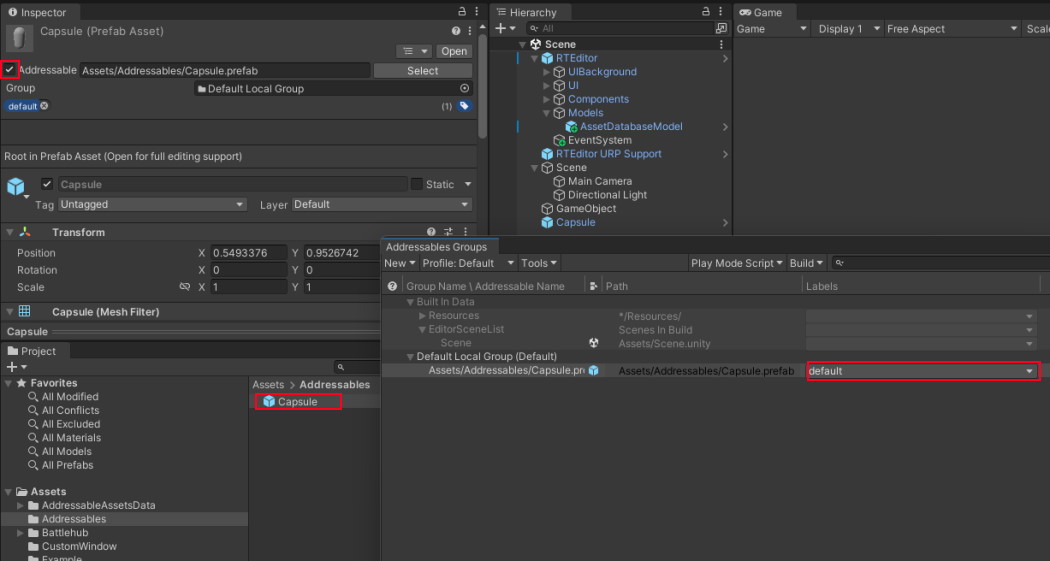 Inspector
Capsule (Prefab Asset)
Open
Addressable Assets/Addressables/Capsule.prefab Select
Group Default Local Group
default (1)
Root in Prefab Asset (Open for full editing support)
Capsule Static
Tag Untagged Layer Default
Transform
Position X 0.5493376 Y 0.9526742
Rotation X 0 Y 0
Scale X 1 Y 1
Capsule (Mesh Filter)
Capsule
Project
Favorites
All Modified
All Conflicts
All Excluded
All Materials
All Models
All Prefabs
Assets
AddressableAssetsData
Addressables
Battlehub
CustomWindow
Example
Assets > Addressables
Capsule
Hierarchy
All
Scene
RTEditor
UIBackground
UI
Components
Models
AssetDatabaseModel
EventSystem
RTEditor URP Support
Scene
Main Camera
Directional Light
GameObject
Capsule
Game
Game Display 1 Free Aspect Scale
Addressables Groups
New Profile: Default Tools Play Mode Script Build
Group Name \ Addressable Name Path Labels
Built In Data
Resources */Resources/
EditorSceneList Scenes In Build
Scene Assets/Scene.unity
Default Local Group (Default)
Assets/Addressables/Capsule.pre Assets/Addressables/Capsule.prefab default